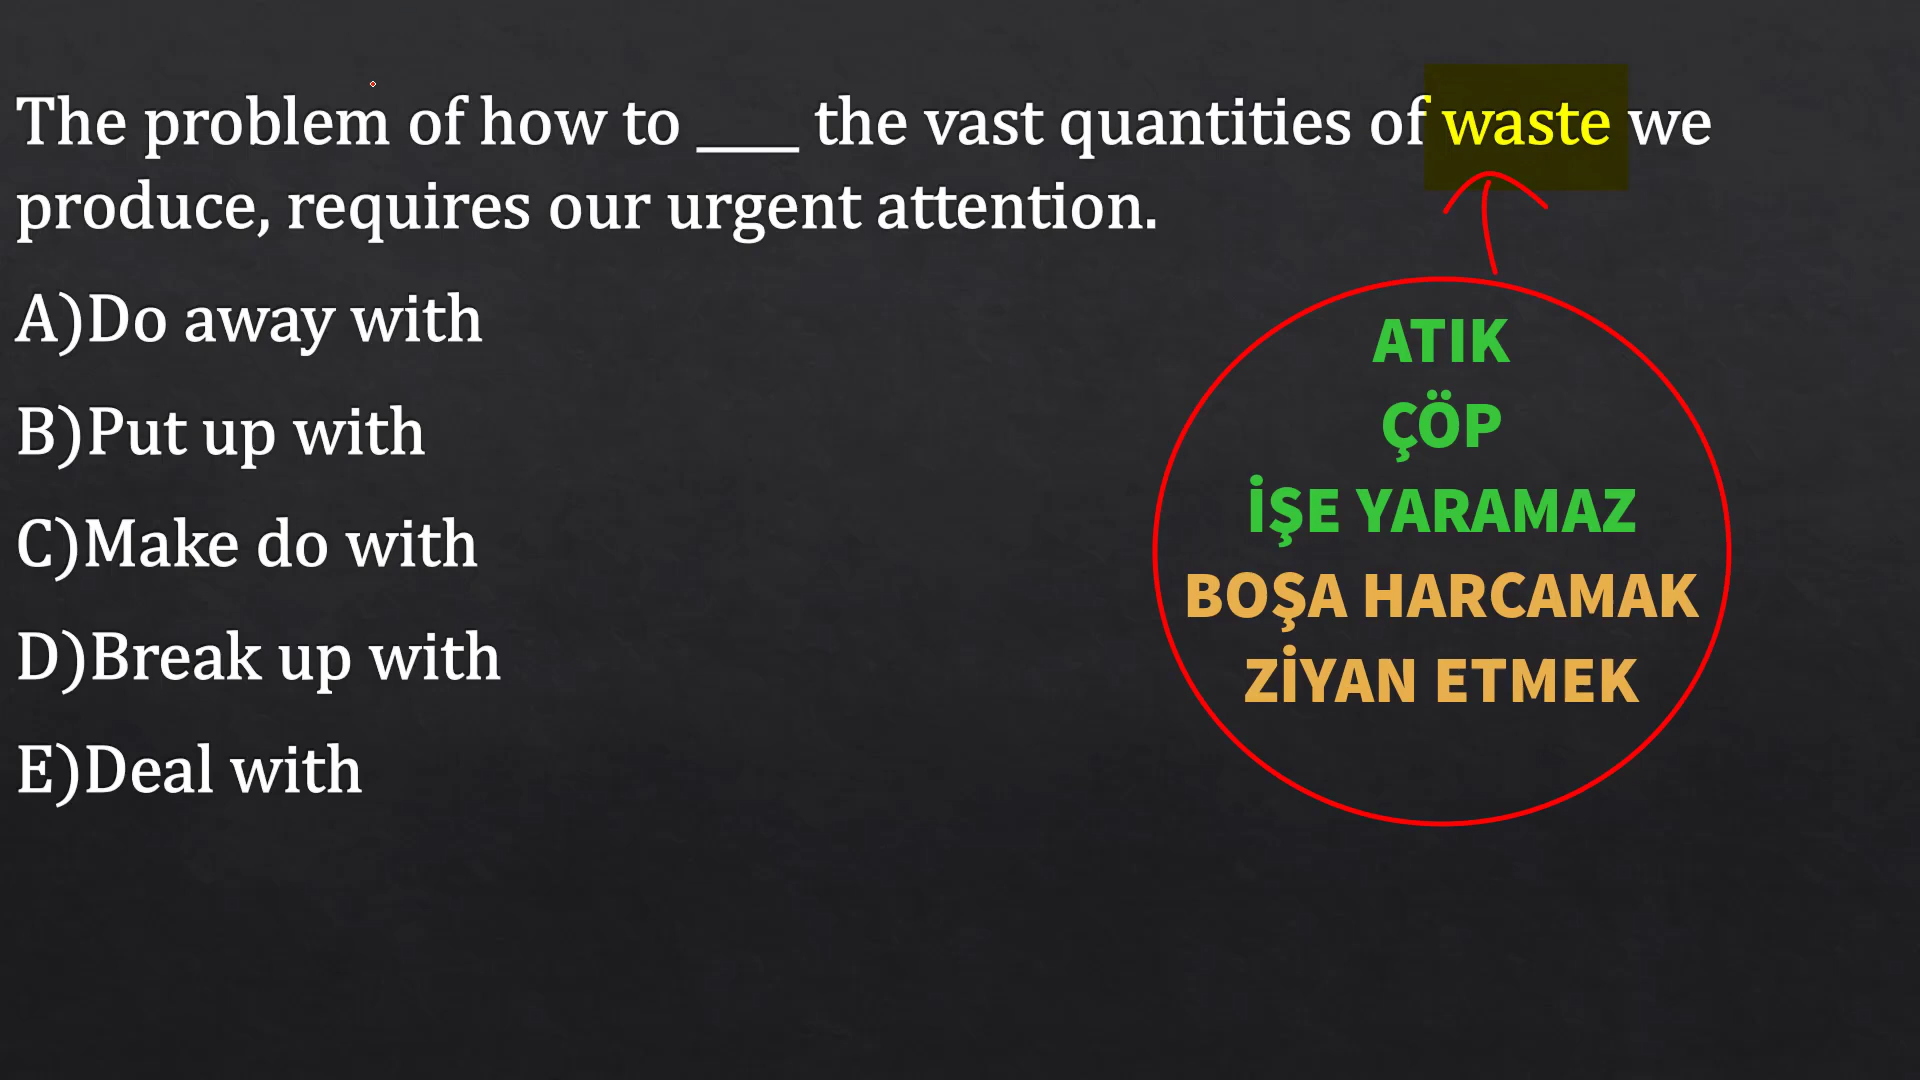 The problem of how to ____ the vast quantities of waste we
produce, requires our urgent attention.
A)Do away with
B)Put up with
C)Make do with
D)Break up with
E)Deal with
ATIK
ÇÖP
İŞE YARAMAZ
BOŞA HARCAMAK
ZİYAN ETMEK